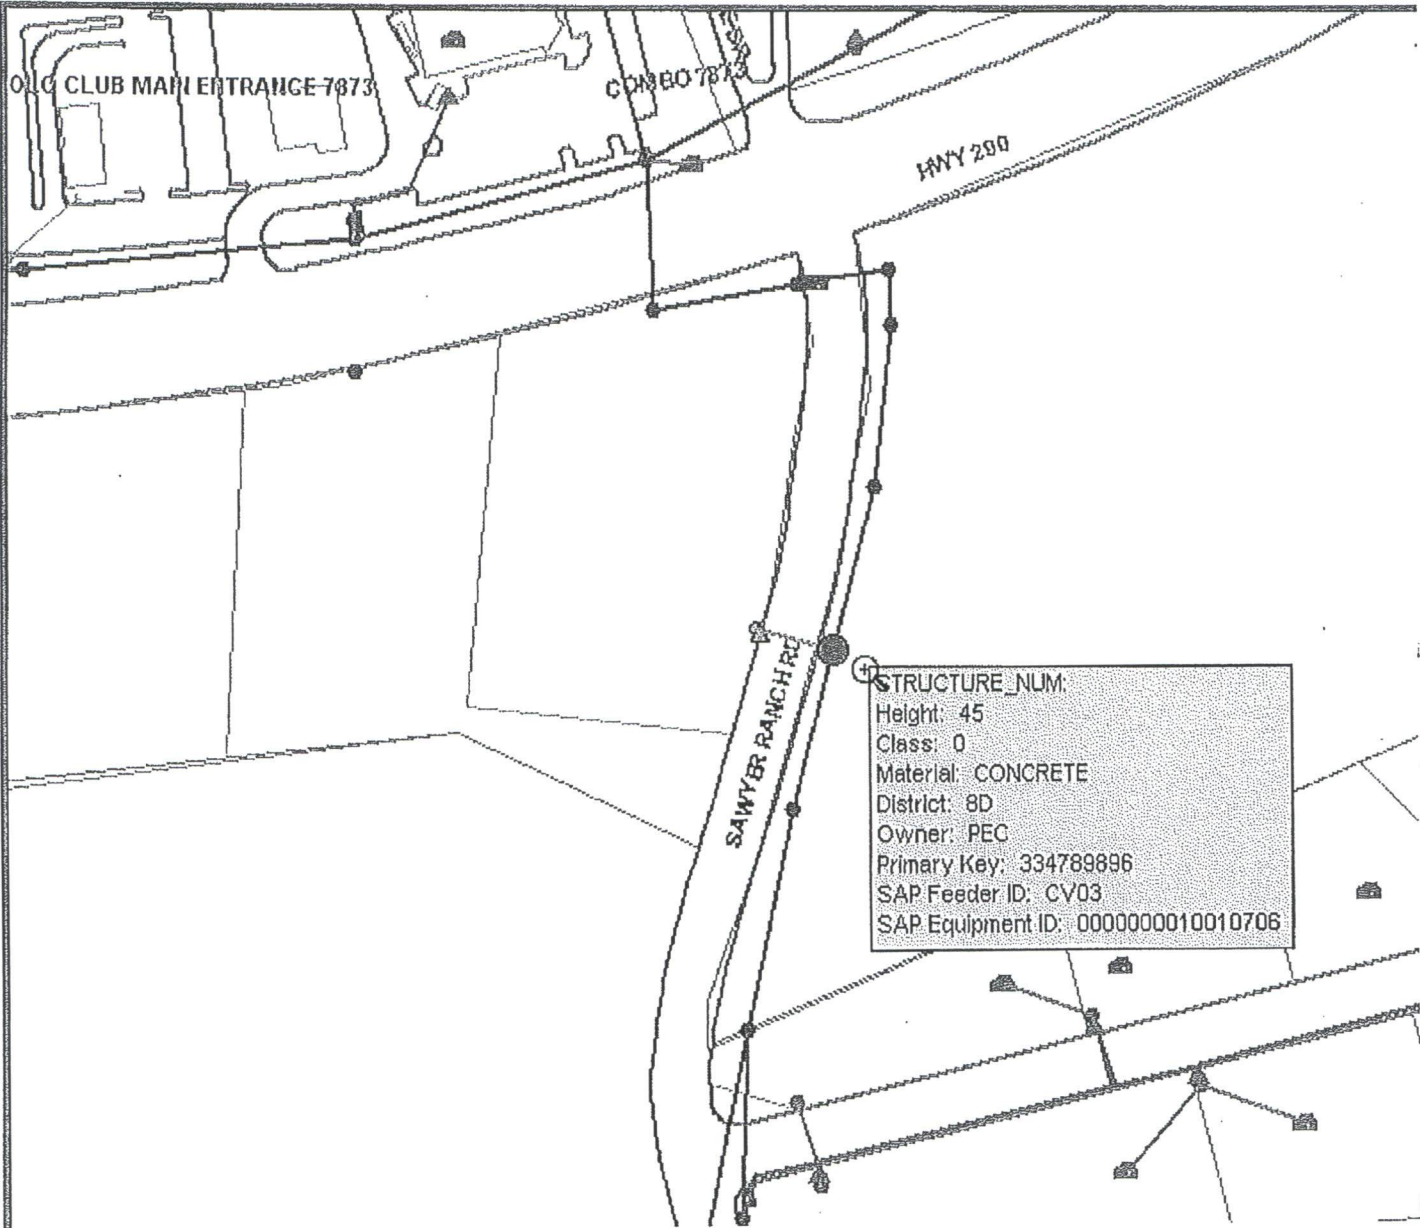 CLUB MAIN ENTRANCE 7873
COMBO 7873
HWY 290
SAWYER RANCH RD
STRUCTURE_NUM:
Height: 45
Class: 0
Material: CONCRETE
District: 8D
Owner: PEC
Primary Key: 334789896
SAP Feeder ID: CV03
SAP Equipment ID: 0000000010010706